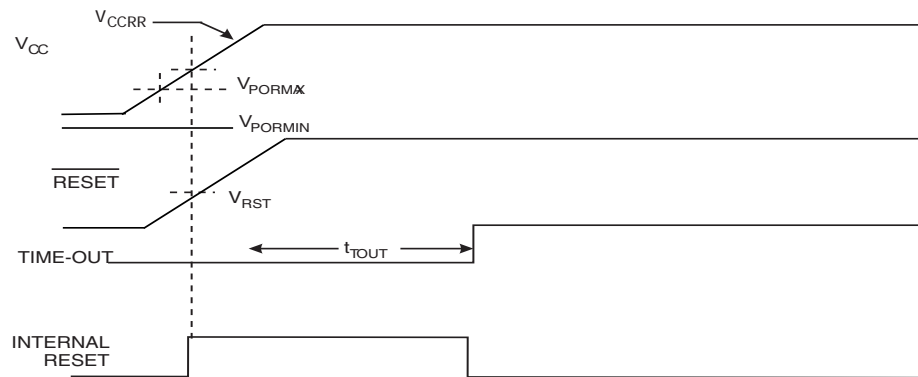 VCCRR
VCC
VPORMAX
VPORMIN
RESET
VRST
tTOUT
TIME-OUT
INTERNAL
RESET